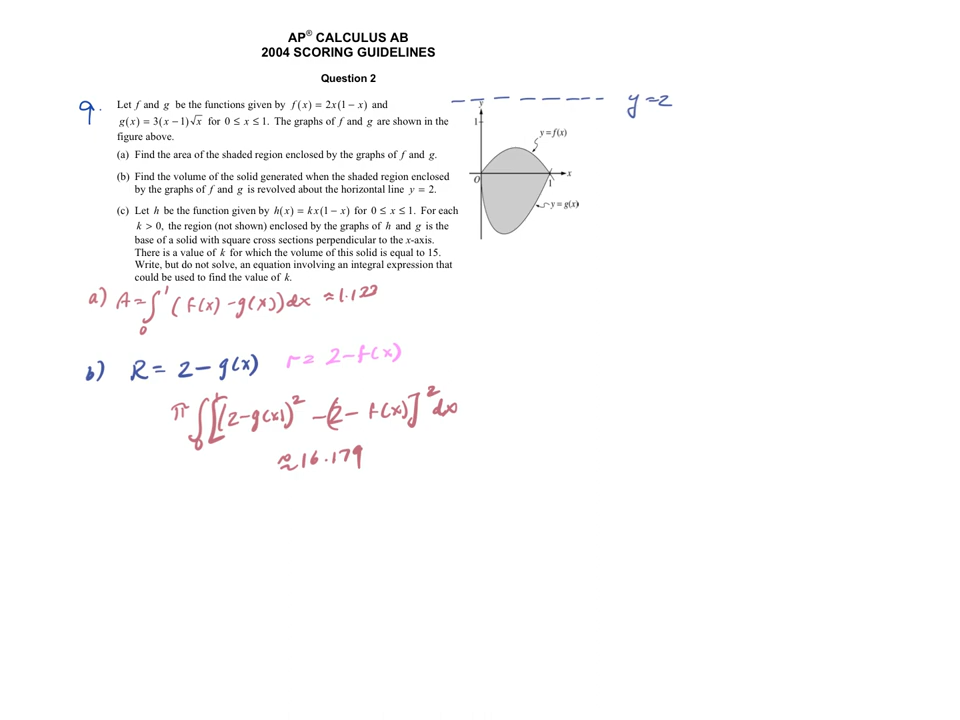 AP® CALCULUS AB
2004 SCORING GUIDELINES
Question 2
9.
Let f and g be the functions given by f(x) = 2x(1 − x) and
g(x) = 3(x − 1)√x for 0 ≤ x ≤ 1. The graphs of f and g are shown in the
figure above.
(a) Find the area of the shaded region enclosed by the graphs of f and g.
(b) Find the volume of the solid generated when the shaded region enclosed
by the graphs of f and g is revolved about the horizontal line y = 2.
(c) Let h be the function given by h(x) = kx(1 − x) for 0 ≤ x ≤ 1. For each
k > 0, the region (not shown) enclosed by the graphs of h and g is the
base of a solid with square cross sections perpendicular to the x-axis.
There is a value of k for which the volume of this solid is equal to 15.
Write, but do not solve, an equation involving an integral expression that
could be used to find the value of k.
y = 2
y
1
y = f(x)
x
O
1
y = g(x)
a) A = ∫₀¹ (f(x) − g(x)) dx ≈ 1.133
b) R = 2 − g(x) r = 2 − f(x)
π ∫₀¹ [(2 − g(x))² − (2 − f(x)]² dx
≈ 16.179